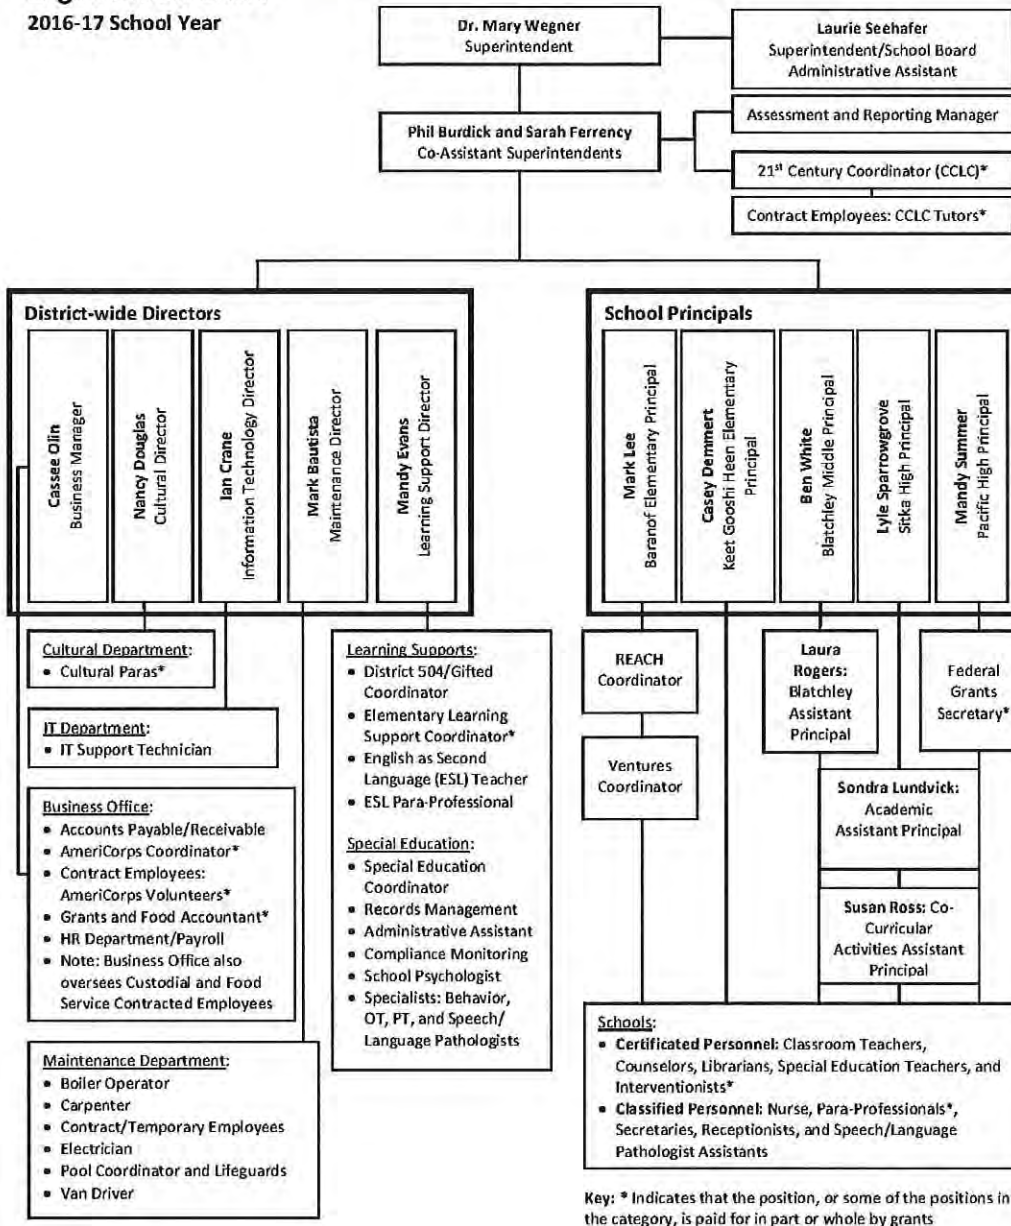 2016-17 School Year
Dr. Mary Wegner
Superintendent
Laurie Seehafer
Superintendent/School Board
Administrative Assistant
Phil Burdick and Sarah Ferrency
Co-Assistant Superintendents
Assessment and Reporting Manager
21st Century Coordinator (CCLC)*
Contract Employees: CCLC Tutors*
District-wide Directors
Cassee Olin
Business Manager
Nancy Douglas
Cultural Director
Ian Crane
Information Technology Director
Mark Bautista
Maintenance Director
Mandy Evans
Learning Support Director
School Principals
Mark Lee
Baranof Elementary Principal
Casey Demmert
Keet Gooshi Heen Elementary
Principal
Ben White
Blatchley Middle Principal
Lyle Sparrowgrove
Sitka High Principal
Mandy Summer
Pacific High Principal
Cultural Department:
• Cultural Paras*
IT Department:
• IT Support Technician
Business Office:
• Accounts Payable/Receivable
• AmeriCorps Coordinator*
• Contract Employees:
AmeriCorps Volunteers*
• Grants and Food Accountant*
• HR Department/Payroll
• Note: Business Office also
oversees Custodial and Food
Service Contracted Employees
Maintenance Department:
• Boiler Operator
• Carpenter
• Contract/Temporary Employees
• Electrician
• Pool Coordinator and Lifeguards
• Van Driver
Learning Supports:
• District 504/Gifted
Coordinator
• Elementary Learning
Support Coordinator*
• English as Second
Language (ESL) Teacher
• ESL Para-Professional
Special Education:
• Special Education
Coordinator
• Records Management
• Administrative Assistant
• Compliance Monitoring
• School Psychologist
• Specialists: Behavior,
OT, PT, and Speech/
Language Pathologists
REACH
Coordinator
Ventures
Coordinator
Laura
Rogers:
Blatchley
Assistant
Principal
Federal
Grants
Secretary*
Sondra Lundvick:
Academic
Assistant Principal
Susan Ross: Co-
Curricular
Activities Assistant
Principal
Schools:
• Certificated Personnel: Classroom Teachers,
Counselors, Librarians, Special Education Teachers, and
Interventionists*
• Classified Personnel: Nurse, Para-Professionals*,
Secretaries, Receptionists, and Speech/Language
Pathologist Assistants
Key: * Indicates that the position, or some of the positions in
the category, is paid for in part or whole by grants